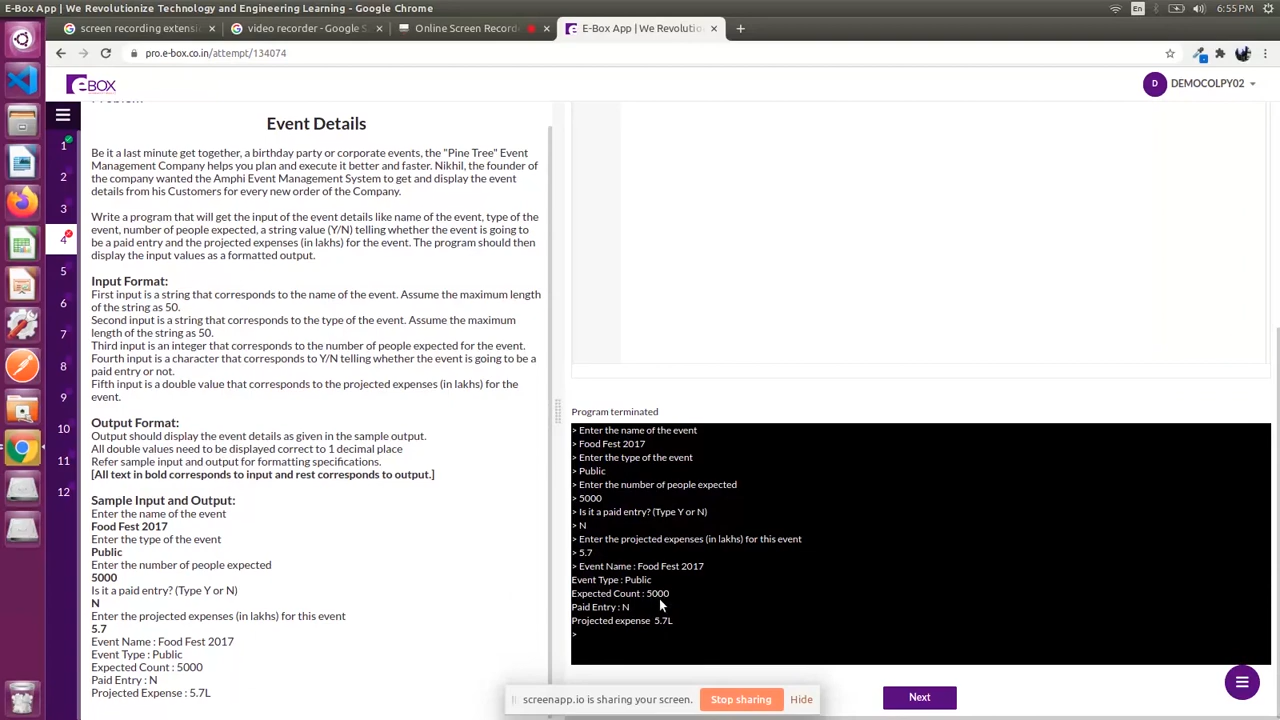 E-Box App | We Revolutionize Technology and Engineering Learning - Google Chrome
En
6:55PM
screen recording extensi
video recorder - Google S
Online Screen Recorde
E-Box App | We Revolutio
pro.e-box.co.in/attempt/134074
e-BOX
D
DEMOCOLPY02
1
2
3
4
5
6
7
8
9
10
11
12
Event Details
Be it a last minute get together, a birthday party or corporate events, the "Pine Tree" Event
Management Company helps you plan and execute it better and faster. Nikhil, the founder of
the company wanted the Amphi Event Management System to get and display the event
details from his Customers for every new order of the Company.
Write a program that will get the input of the event details like name of the event, type of the
event, number of people expected, a string value (Y/N) telling whether the event is going to
be a paid entry and the projected expenses (in lakhs) for the event. The program should then
display the input values as a formatted output.
Input Format:
First input is a string that corresponds to the name of the event. Assume the maximum length
of the string as 50.
Second input is a string that corresponds to the type of the event. Assume the maximum
length of the string as 50.
Third input is an integer that corresponds to the number of people expected for the event.
Fourth input is a character that corresponds to Y/N telling whether the event is going to be a
paid entry or not.
Fifth input is a double value that corresponds to the projected expenses (in lakhs) for the
event.
Output Format:
Output should display the event details as given in the sample output.
All double values need to be displayed correct to 1 decimal place
Refer sample input and output for formatting specifications.
[All text in bold corresponds to input and rest corresponds to output.]
Sample Input and Output:
Enter the name of the event
Food Fest 2017
Enter the type of the event
Public
Enter the number of people expected
5000
Is it a paid entry? (Type Y or N)
N
Enter the projected expenses (in lakhs) for this event
5.7
Event Name : Food Fest 2017
Event Type : Public
Expected Count : 5000
Paid Entry : N
Projected Expense : 5.7L
Program terminated
> Enter the name of the event
> Food Fest 2017
> Enter the type of the event
> Public
> Enter the number of people expected
> 5000
> Is it a paid entry? (Type Y or N)
> N
> Enter the projected expenses (in lakhs) for this event
> 5.7
> Event Name : Food Fest 2017
Event Type : Public
Expected Count : 5000
Paid Entry : N
Projected expense  5.7L
>
screenapp.io is sharing your screen.
Stop sharing
Hide
Next